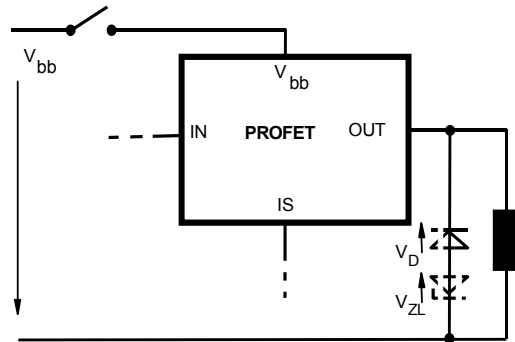 V bb
V bb
IN PROFET OUT
IS
V D
V ZL